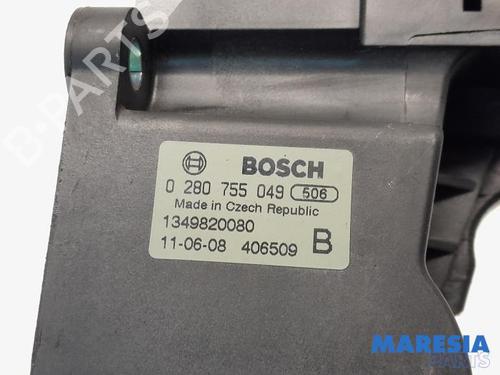 B-PARTS
BOSCH
0 280 755 049 506
Made in Czech Republic
1349820080
11-06-08 406509 B
MARESIA
PARTS